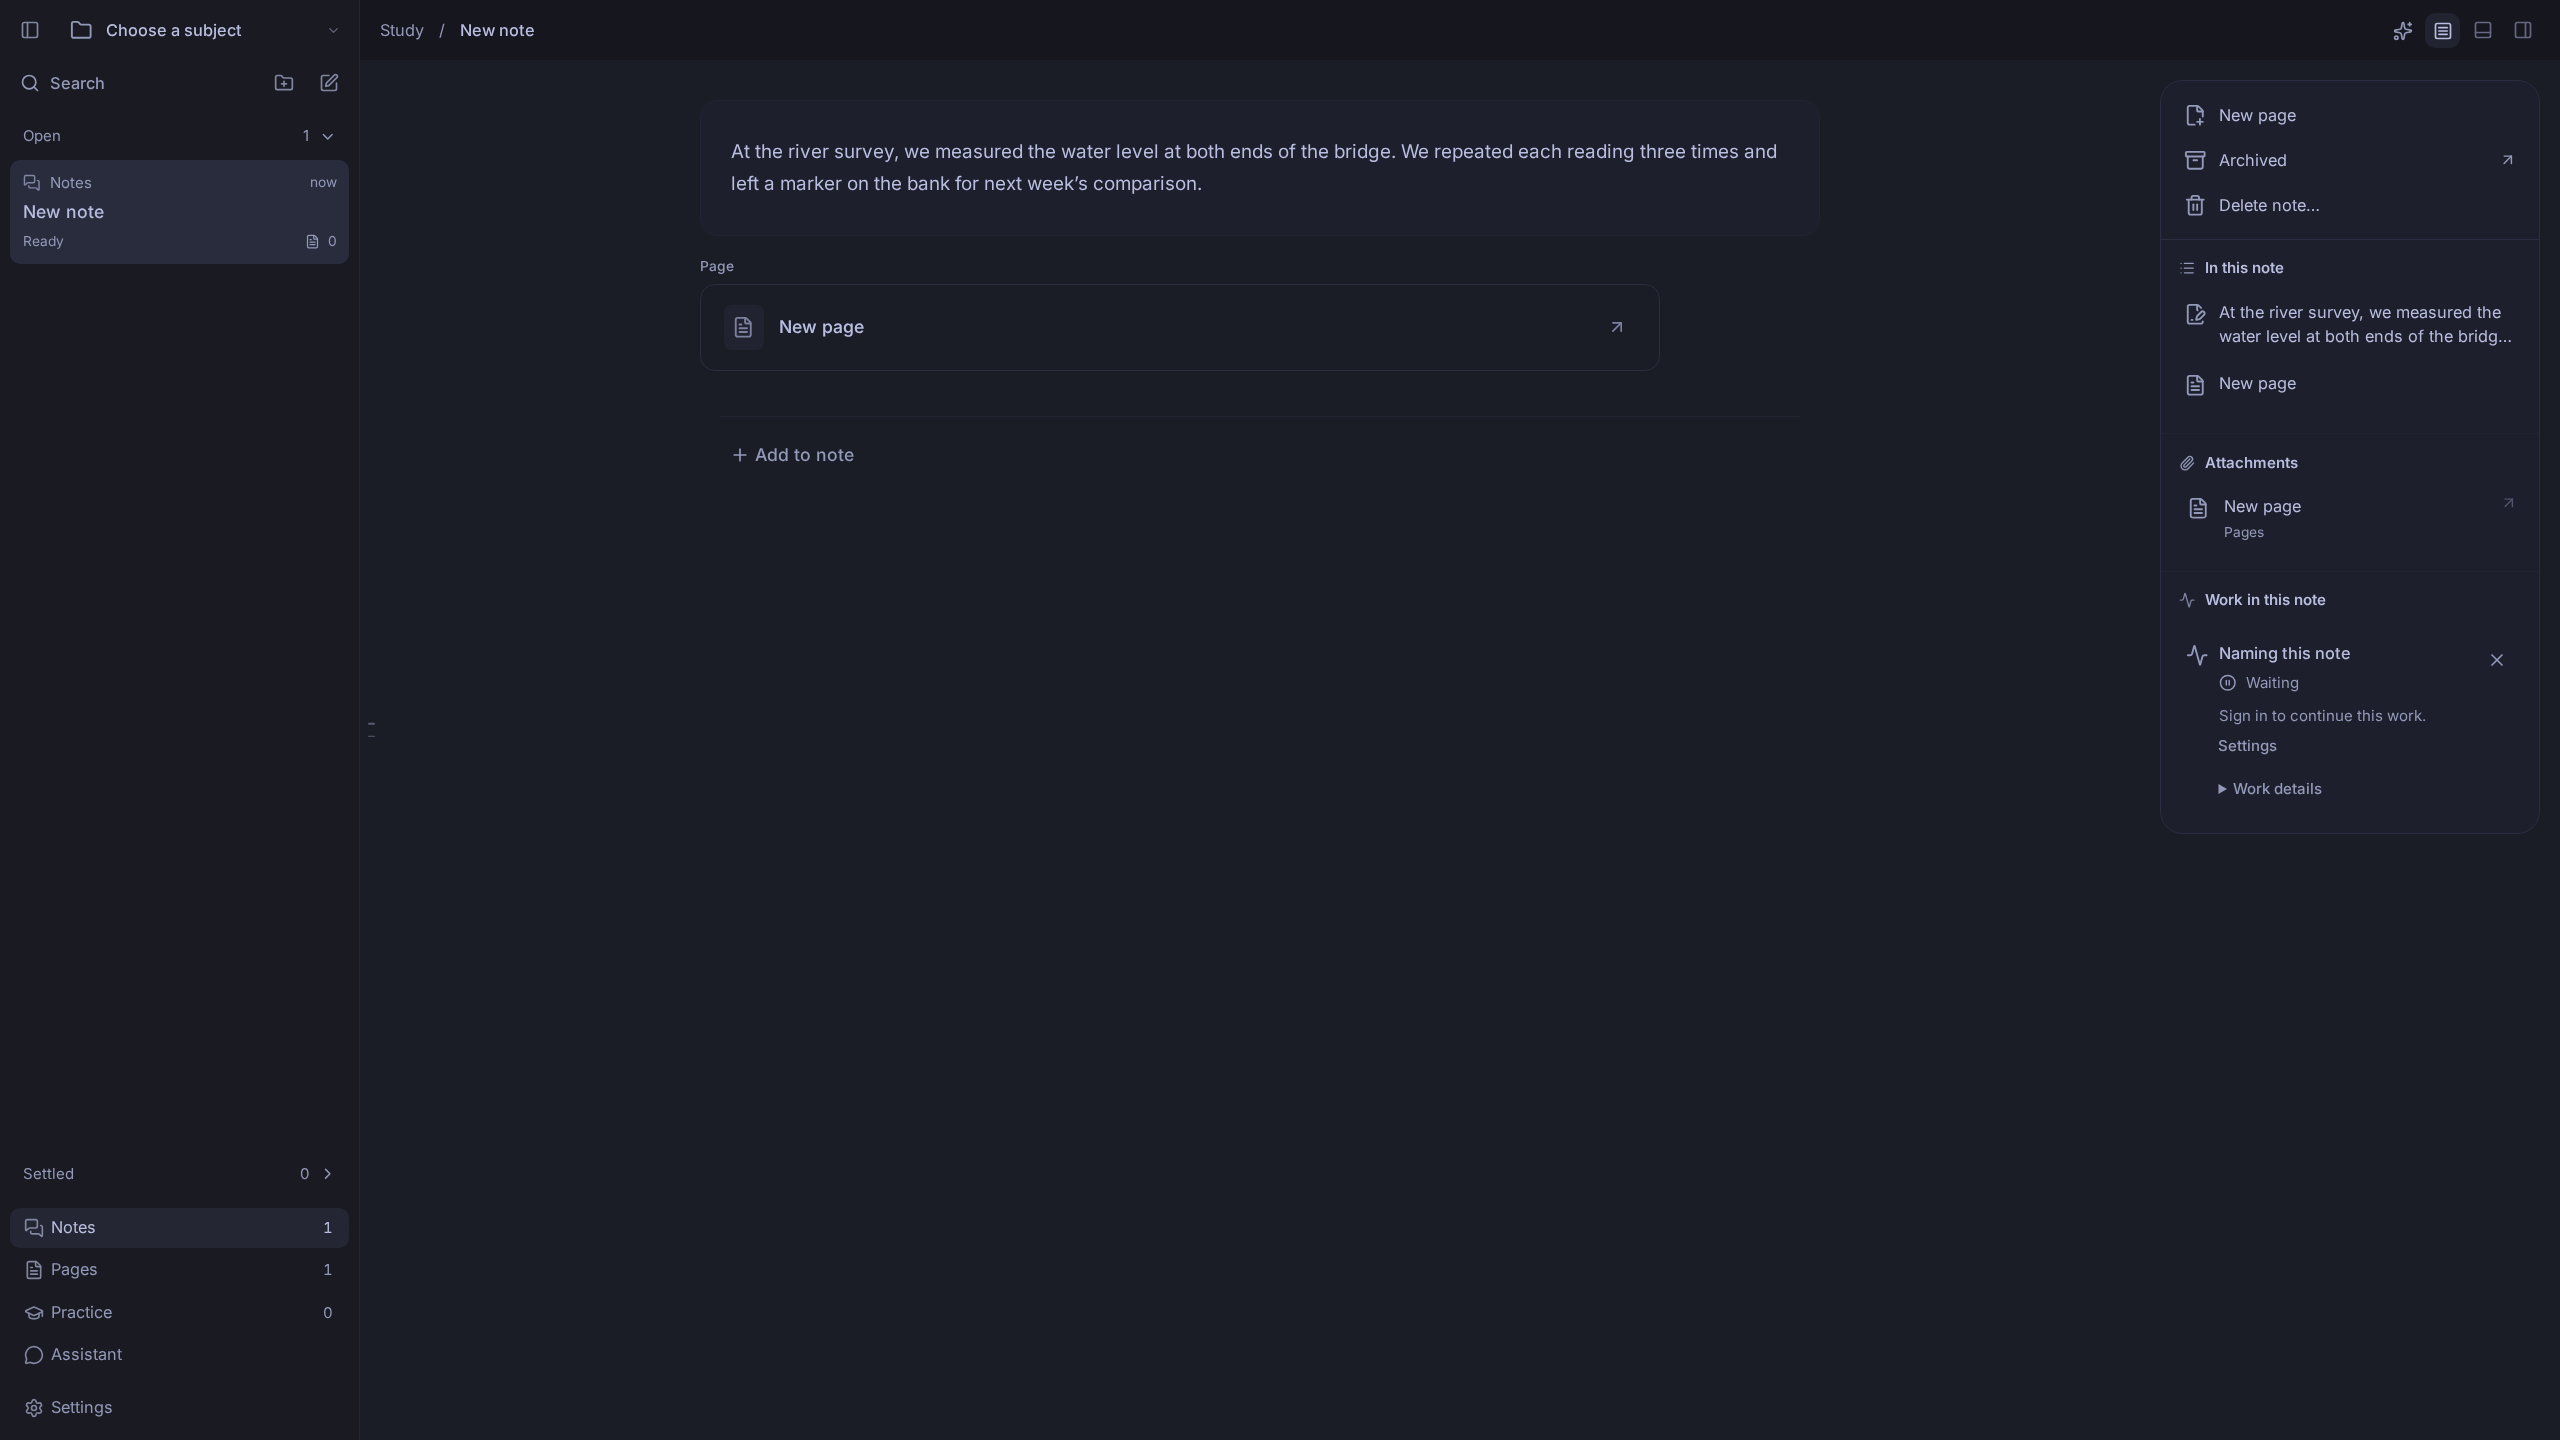 Choose a subject
Search
Open 1
Notes now
New note
Ready 0
Settled 0
Notes 1
Pages 1
Practice 0
Assistant
Settings
Study / New note
At the river survey, we measured the water level at both ends of the bridge. We repeated each reading three times and
left a marker on the bank for next week’s comparison.
Page
New page
Add to note
New page
Archived
Delete note...
In this note
At the river survey, we measured the
water level at both ends of the bridg...
New page
Attachments
New page
Pages
Work in this note
Naming this note
Waiting
Sign in to continue this work.
Settings
Work details